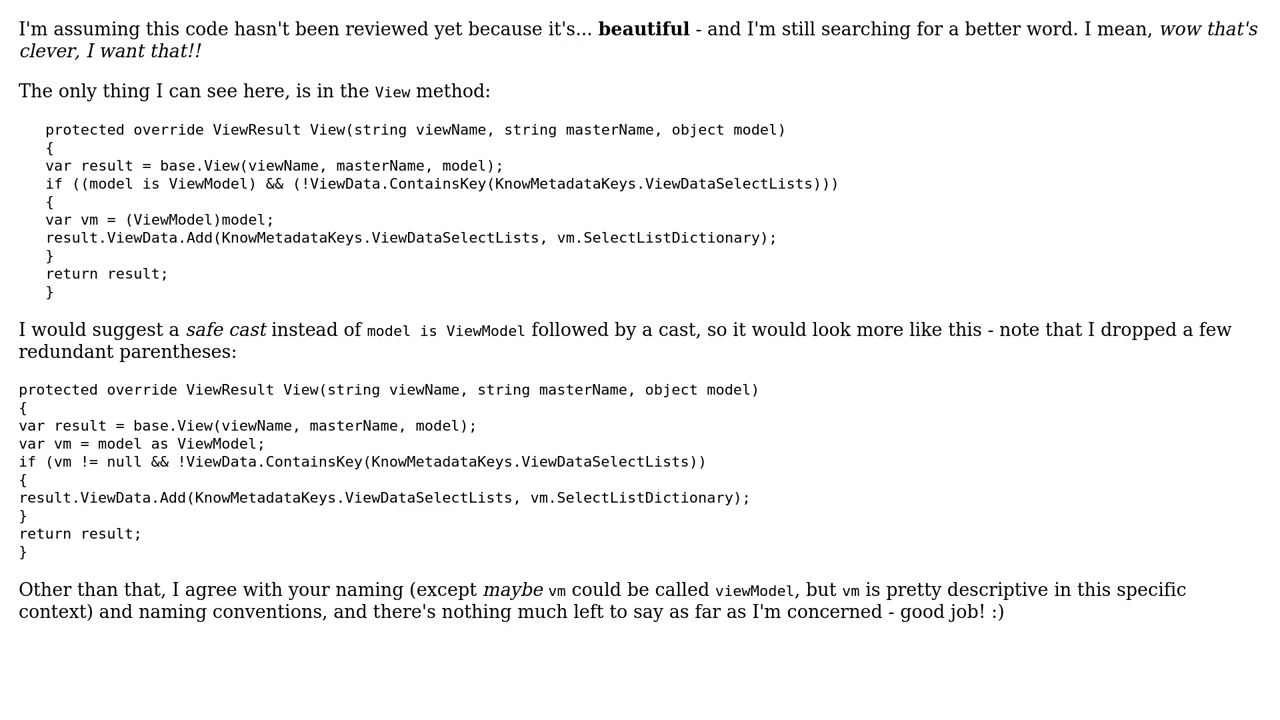 I'm assuming this code hasn't been reviewed yet because it's... beautiful - and I'm still searching for a better word. I mean, wow that's
clever, I want that!!
The only thing I can see here, is in the View method:
protected override ViewResult View(string viewName, string masterName, object model)
{
var result = base.View(viewName, masterName, model);
if ((model is ViewModel) && (!ViewData.ContainsKey(KnowMetadataKeys.ViewDataSelectLists)))
{
var vm = (ViewModel)model;
result.ViewData.Add(KnowMetadataKeys.ViewDataSelectLists, vm.SelectListDictionary);
}
return result;
}
I would suggest a safe cast instead of model is ViewModel followed by a cast, so it would look more like this - note that I dropped a few
redundant parentheses:
protected override ViewResult View(string viewName, string masterName, object model)
{
var result = base.View(viewName, masterName, model);
var vm = model as ViewModel;
if (vm != null && !ViewData.ContainsKey(KnowMetadataKeys.ViewDataSelectLists))
{
result.ViewData.Add(KnowMetadataKeys.ViewDataSelectLists, vm.SelectListDictionary);
}
return result;
}
Other than that, I agree with your naming (except maybe vm could be called viewModel, but vm is pretty descriptive in this specific
context) and naming conventions, and there's nothing much left to say as far as I'm concerned - good job! :)